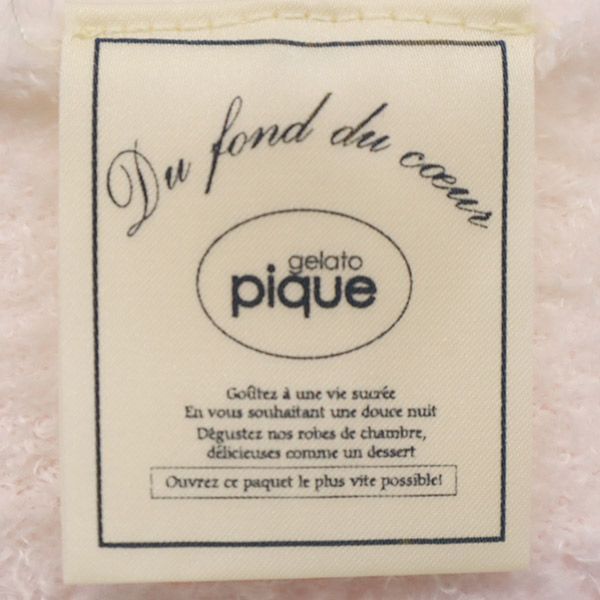 Du fond du cœur
gelato
pique
Goûtez à une vie sucrée
En vous souhaitant une douce nuit
Dègustez nos robes de chambre,
délicieuses comme un dessert
Ouvrez ce paquet le plus vite possible!